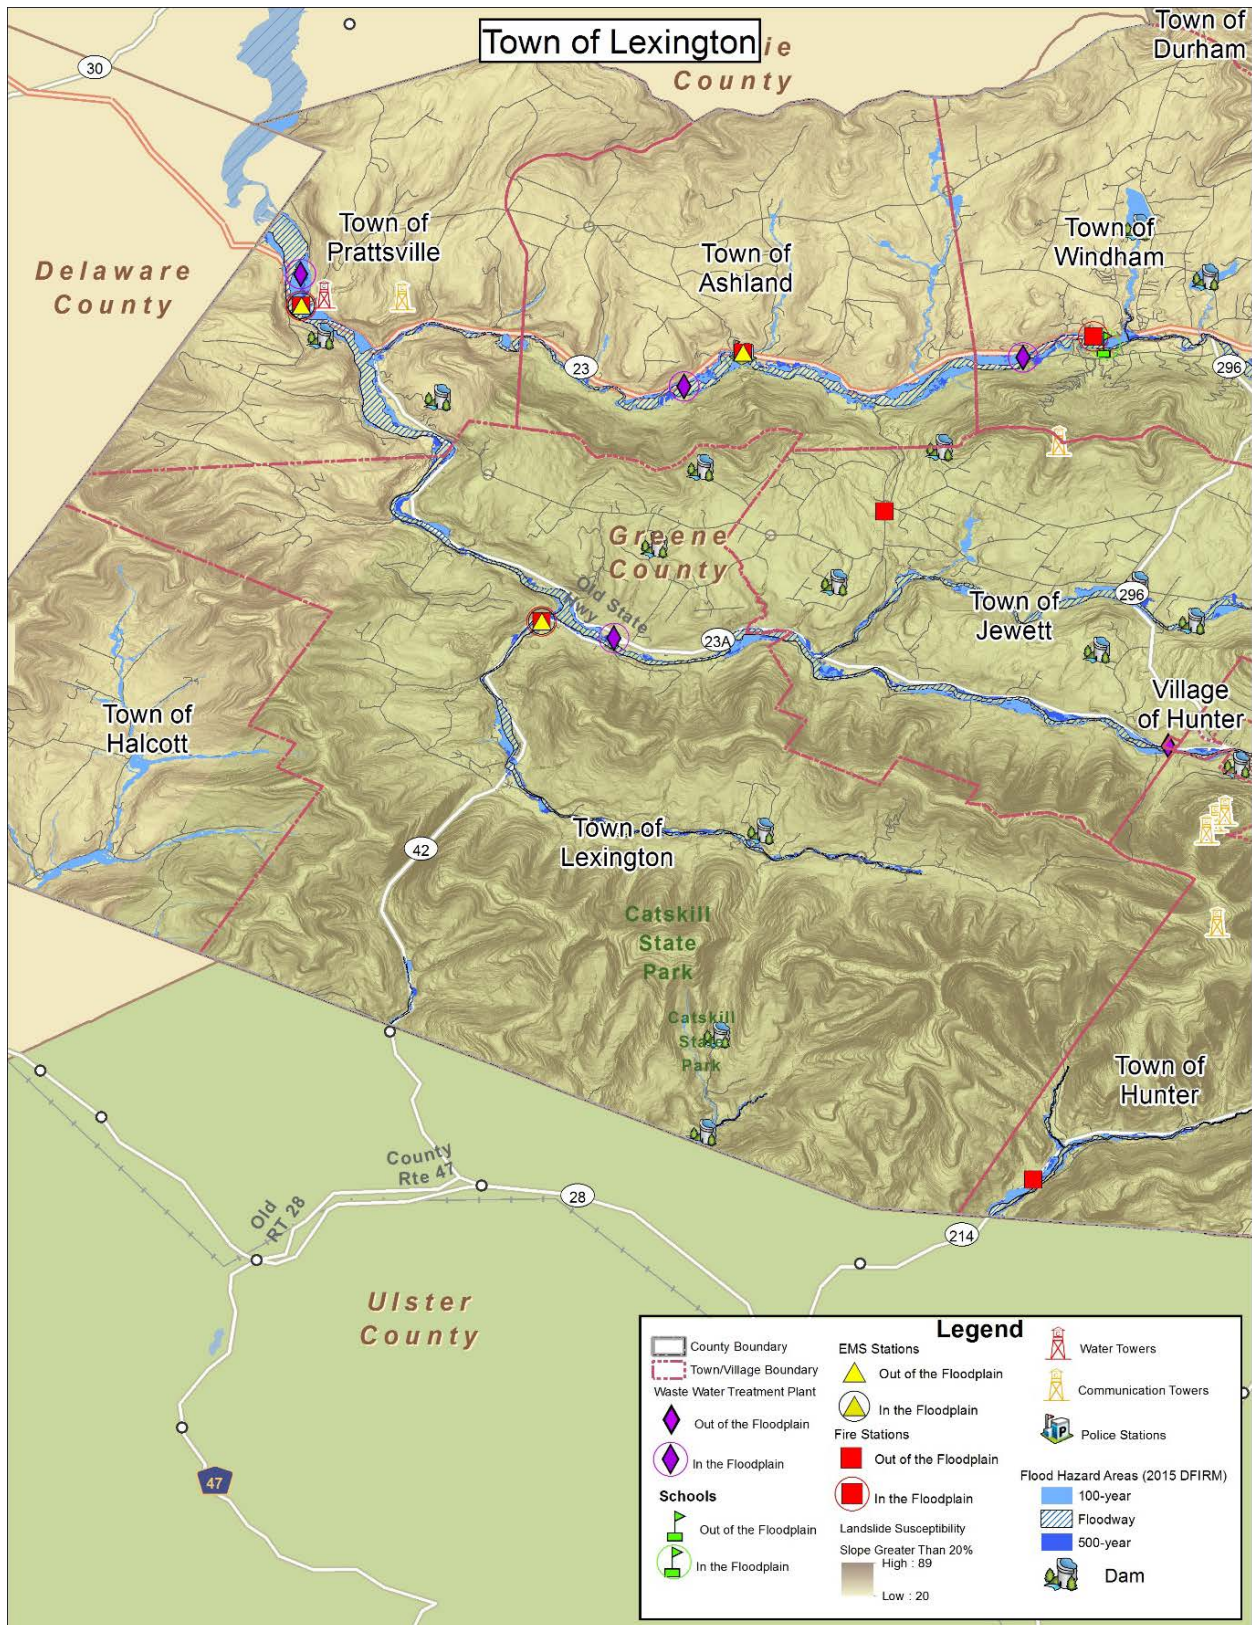 Town of Lexington
ie
County
Town of
Durham
30
Town of
Prattsville
Town of
Ashland
Town of
Windham
Delaware
County
23
296
Greene
County
Old State
Hwy
23A
296
Town of
Jewett
Village
of Hunter
Town of
Halcott
42
Town of
Lexington
Catskill
State
Park
Catskill
State
Park
Town of
Hunter
County
Rte 47
Old
RT 28
28
214
Ulster
County
47
Legend
County Boundary
Town/Village Boundary
Waste Water Treatment Plant
Out of the Floodplain
In the Floodplain
Schools
Out of the Floodplain
In the Floodplain
EMS Stations
Out of the Floodplain
In the Floodplain
Fire Stations
Out of the Floodplain
In the Floodplain
Landslide Susceptibility
Slope Greater Than 20%
High : 89
Low : 20
Water Towers
Communication Towers
P
Police Stations
Flood Hazard Areas (2015 DFIRM)
100-year
Floodway
500-year
Dam